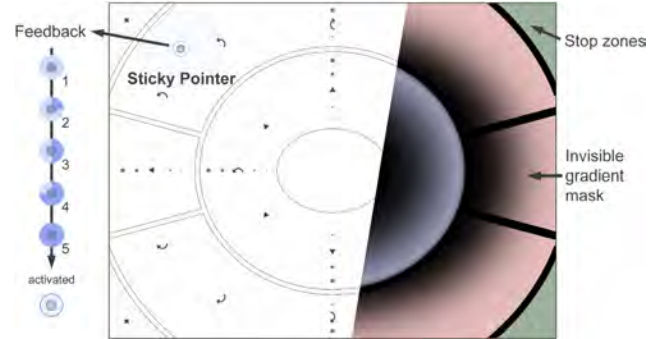 Feedback
Sticky Pointer
Stop zones
1
2
3
4
5
Invisible
gradient
mask
activated